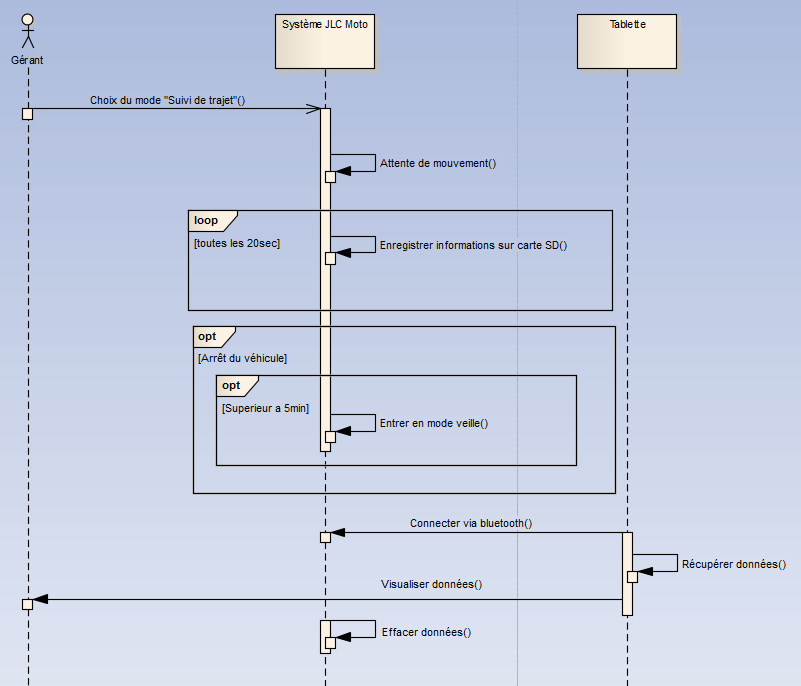 Système JLC Moto
Tablette
Gérant
Choix du mode "Suivi de trajet"()
Attente de mouvement()
loop
[toutes les 20sec]
Enregistrer informations sur carte SD()
opt
[Arrêt du véhicule]
opt
[Superieur a 5min]
Entrer en mode veille()
Connecter via bluetooth()
Récupérer données()
Visualiser données()
Effacer données()